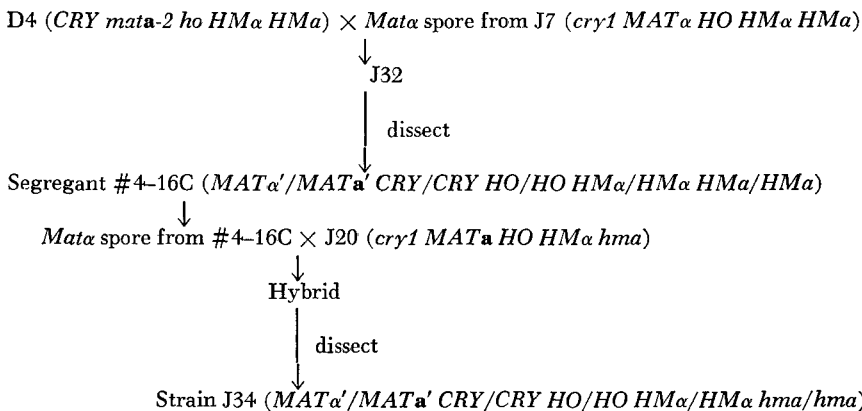 D4 (CRY mata-2 ho HMα HMa) × Matα spore from J7 (cry1 MATα HO HMα HMa)
J32
dissect
Segregant #4–16C (MATα′/MATa′ CRY/CRY HO/HO HMα/HMα HMa/HMa)
Matα spore from #4–16C × J20 (cry1 MATa HO HMα hma)
Hybrid
dissect
Strain J34 (MATα′/MATa′ CRY/CRY HO/HO HMα/HMα hma/hma)